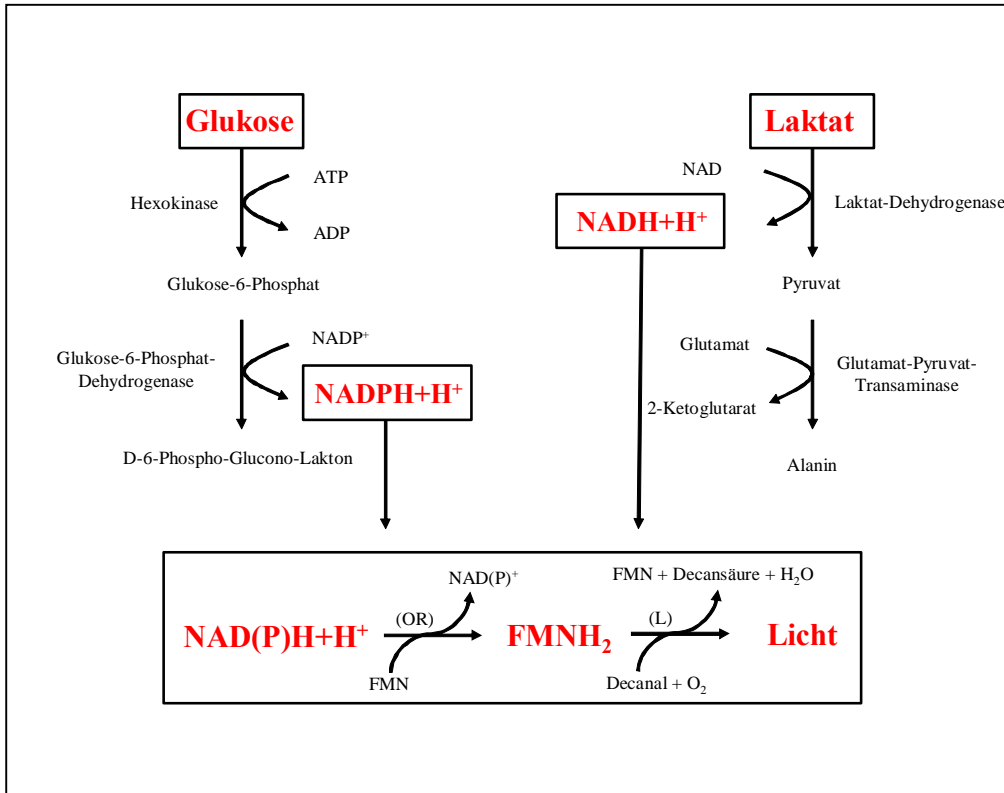 Glukose
ATP
Hexokinase
ADP
Glukose-6-Phosphat
NADP⁺
Glukose-6-Phosphat-
Dehydrogenase
NADPH+H⁺
D-6-Phospho-Glucono-Lakton
Laktat
NAD
Laktat-Dehydrogenase
NADH+H⁺
Pyruvat
Glutamat
Glutamat-Pyruvat-
Transaminase
2-Ketoglutarat
Alanin
NAD(P)⁺
FMN + Decansäure + H₂O
(OR)
(L)
NAD(P)H+H⁺
FMNH₂
Licht
FMN
Decanal + O₂